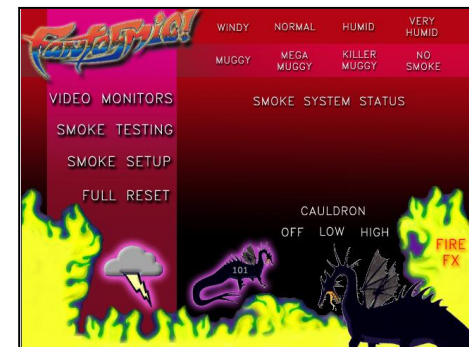 Fantasmic!
WINDY NORMAL HUMID VERY HUMID
MUGGY MEGA MUGGY KILLER MUGGY NO SMOKE
VIDEO MONITORS
SMOKE SYSTEM STATUS
SMOKE TESTING
SMOKE SETUP
FULL RESET
CAULDRON
OFF LOW HIGH
FIRE FX
101